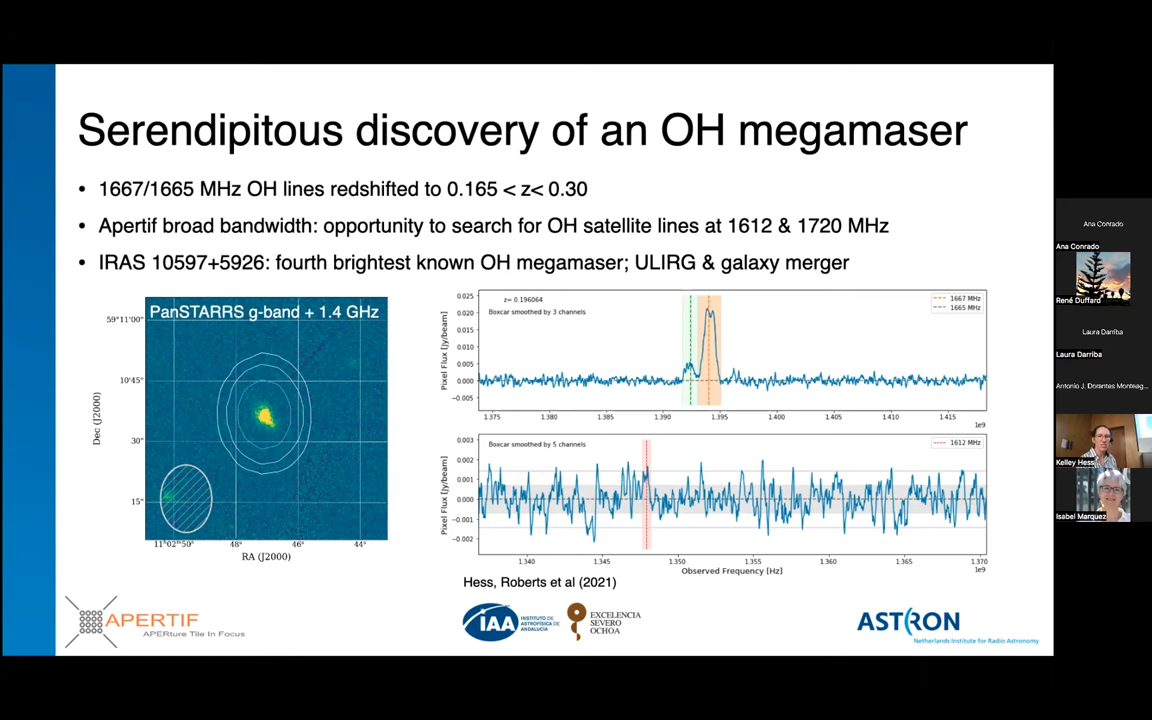 Serendipitous discovery of an OH megamaser
• 1667/1665 MHz OH lines redshifted to 0.165 < z< 0.30
• Apertif broad bandwidth: opportunity to search for OH satellite lines at 1612 & 1720 MHz
• IRAS 10597+5926: fourth brightest known OH megamaser; ULIRG & galaxy merger
PanSTARRS g-band + 1.4 GHz
59°11'00"
10'45"
30"
15"
Dec (J2000)
11h02m50s
48s
46s
44s
RA (J2000)
z= 0.196064
Boxcar smoothed by 3 channels
1667 MHz
1665 MHz
0.025
0.020
0.015
0.010
0.005
0.000
−0.005
Pixel Flux [Jy/beam]
1.375
1.380
1.385
1.390
1.395
1.400
1.405
1.410
1.415
1e9
Boxcar smoothed by 5 channels
1612 MHz
0.003
0.002
0.001
0.000
−0.001
−0.002
Pixel Flux [Jy/beam]
1.340
1.345
1.350
1.355
1.360
1.365
1.370
1e9
Observed Frequency [Hz]
Hess, Roberts et al (2021)
APERTIF
APERture Tile In Focus
IAA
INSTITUTO DE
ASTROFÍSICA DE
ANDALUCÍA
EXCELENCIA
SEVERO
OCHOA
ASTRON
Netherlands Institute for Radio Astronomy
Ana Conrado
Ana Conrado
René Duffard
Laura Darriba
Laura Darriba
Antonio J. Dorantes Monteag...
Kelley Hess
Isabel Marquez